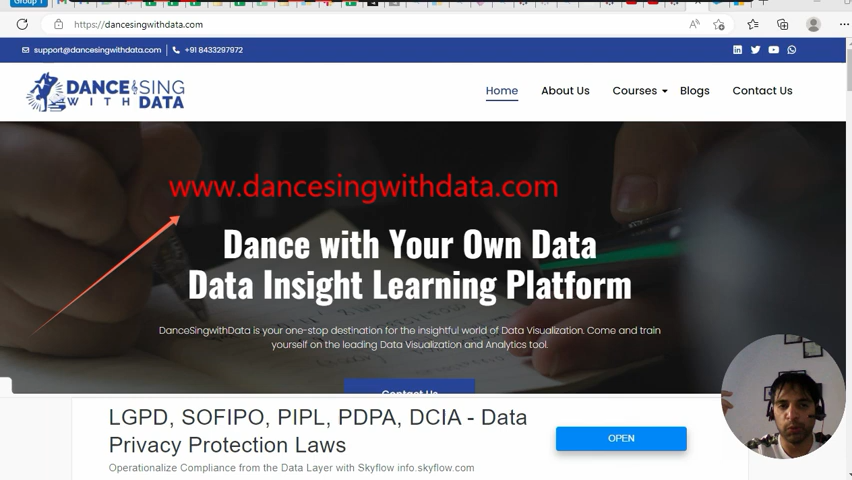 Group 1
https://dancesingwithdata.com
support@dancesingwithdata.com
+91 8433297972
DANCE SING
WITH DATA
Home
About Us
Courses
Blogs
Contact Us
www.dancesingwithdata.com
Dance with Your Own Data
Data Insight Learning Platform
DanceSingwithData is your one-stop destination for the insightful world of Data Visualization. Come and train
yourself on the leading Data Visualization and Analytics tool.
Contact Us
LGPD, SOFIPO, PIPL, PDPA, DCIA - Data
Privacy Protection Laws
OPEN
Operationalize Compliance from the Data Layer with Skyflow info.skyflow.com